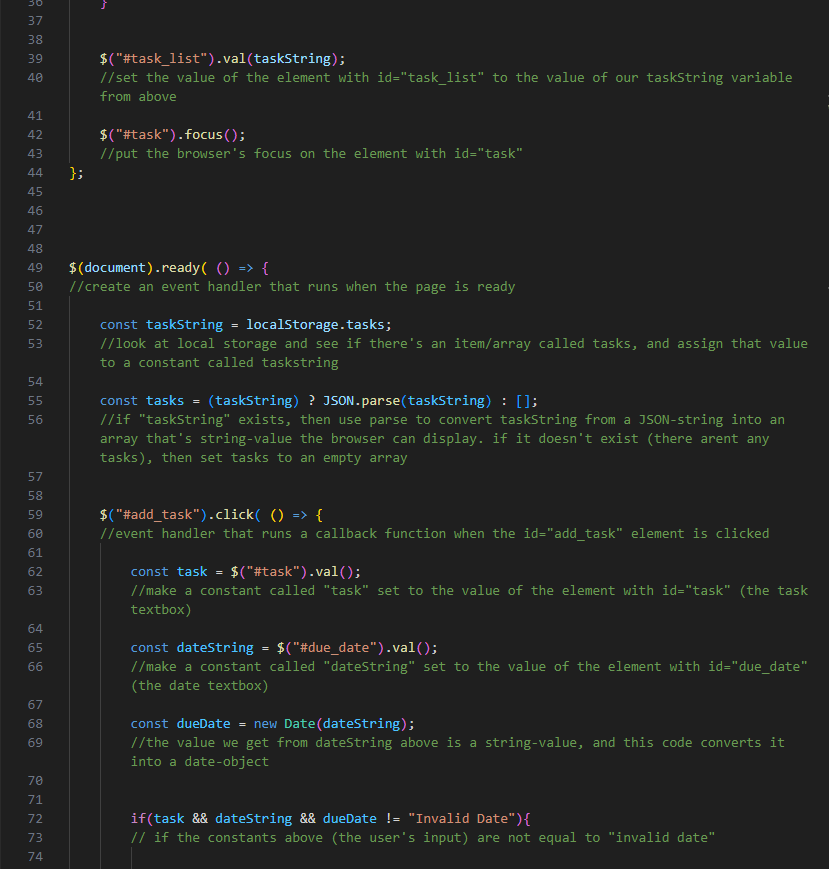 36 }
37
38
39 $("#task_list").val(taskString);
40 //set the value of the element with id="task_list" to the value of our taskString variable
from above
41
42 $("#task").focus();
43 //put the browser's focus on the element with id="task"
44 };
45
46
47
48
49 $(document).ready( () => {
50 //create an event handler that runs when the page is ready
51
52 const taskString = localStorage.tasks;
53 //look at local storage and see if there's an item/array called tasks, and assign that value
to a constant called taskstring
54
55 const tasks = (taskString) ? JSON.parse(taskString) : [];
56 //if "taskString" exists, then use parse to convert taskString from a JSON-string into an
array that's string-value the browser can display. if it doesn't exist (there arent any
tasks), then set tasks to an empty array
57
58
59 $("#add_task").click( () => {
60 //event handler that runs a callback function when the id="add_task" element is clicked
61
62 const task = $("#task").val();
63 //make a constant called "task" set to the value of the element with id="task" (the task
textbox)
64
65 const dateString = $("#due_date").val();
66 //make a constant called "dateString" set to the value of the element with id="due_date"
(the date textbox)
67
68 const dueDate = new Date(dateString);
69 //the value we get from dateString above is a string-value, and this code converts it
into a date-object
70
71
72 if(task && dateString && dueDate != "Invalid Date"){
73 // if the constants above (the user's input) are not equal to "invalid date"
74